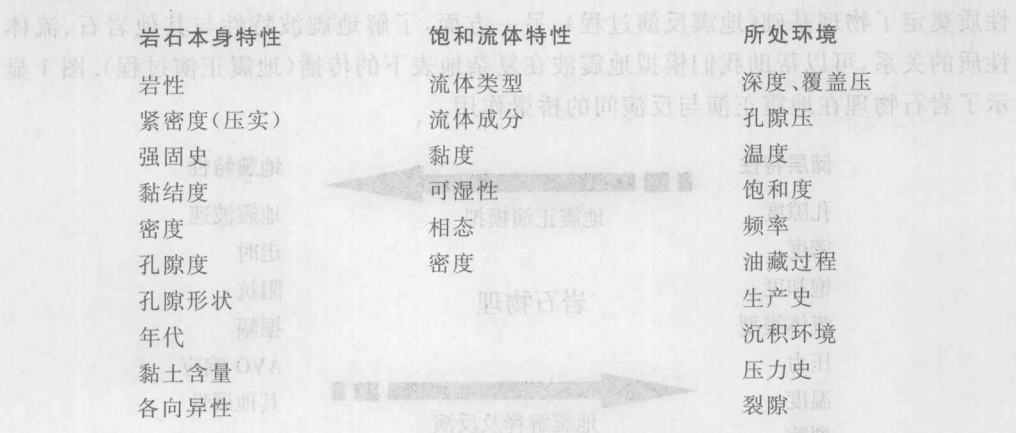 岩石本身特性 饱和流体特性 所处环境
岩性 流体类型 深度、覆盖压
紧密度(压实) 流体成分 孔隙压
强固史 黏度 温度
黏结度 可湿性 饱和度
密度 相态 频率
孔隙度 密度 油藏过程
孔隙形状 生产史
年代 沉积环境
黏土含量 压力史
各向异性 裂隙